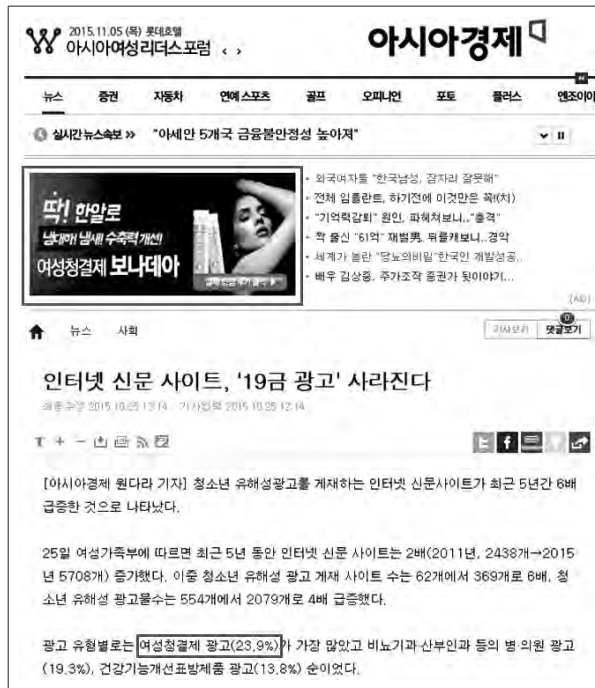 2015.11.05 (목) 롯데호텔
아시아여성리더스포럼 < >
아시아경제
뉴스 증권 자동차 연예스포츠 골프 오피니언 포토 플러스 엔조이
실시간뉴스속보 >> "아세안 5개국 금융불안정성 높아져"
딱! 한알로
냉대하! 냄새! 수축력개선!
여성청결제 보나데아
· 외국여자들 "한국남성, 잠자리 잘못해"
· 전체 임플란트, 하기전에 이것만은 꼭!(치)
· "기억력감퇴" 원인, 파헤쳐보니.."충격"
· 짝 출신 "61억" 재벌男, 뒤를캐보니..경악
· 세계가 놀란 "당뇨의비밀"한국인 개발성공..
· 배우 김상중, 주가조작 증권가 뒷이야기...
[AD]
뉴스 사회
기사보기 댓글보기
0
인터넷 신문 사이트, '19금 광고' 사라진다
최종수정 2015.10.25 13:14 기사입력 2015.10.25 12:14
T + -
[아시아경제 원다라 기자] 청소년 유해성광고를 게재하는 인터넷 신문사이트가 최근 5년간 6배
급증한 것으로 나타났다.
25일 여성가족부에 따르면 최근 5년 동안 인터넷 신문 사이트는 2배(2011년, 2438개→2015
년 5708개) 증가했다. 이중 청소년 유해성 광고 게재 사이트 수는 62개에서 369개로 6배, 청
소년 유해성 광고물수는 554개에서 2079개로 4배 급증했다.
광고 유형별로는 여성청결제 광고(23.9%)가 가장 많았고 비뇨기과·산부인과 등의 병·의원 광고
(19.3%), 건강기능개선표방제품 광고(13.8%) 순이었다.